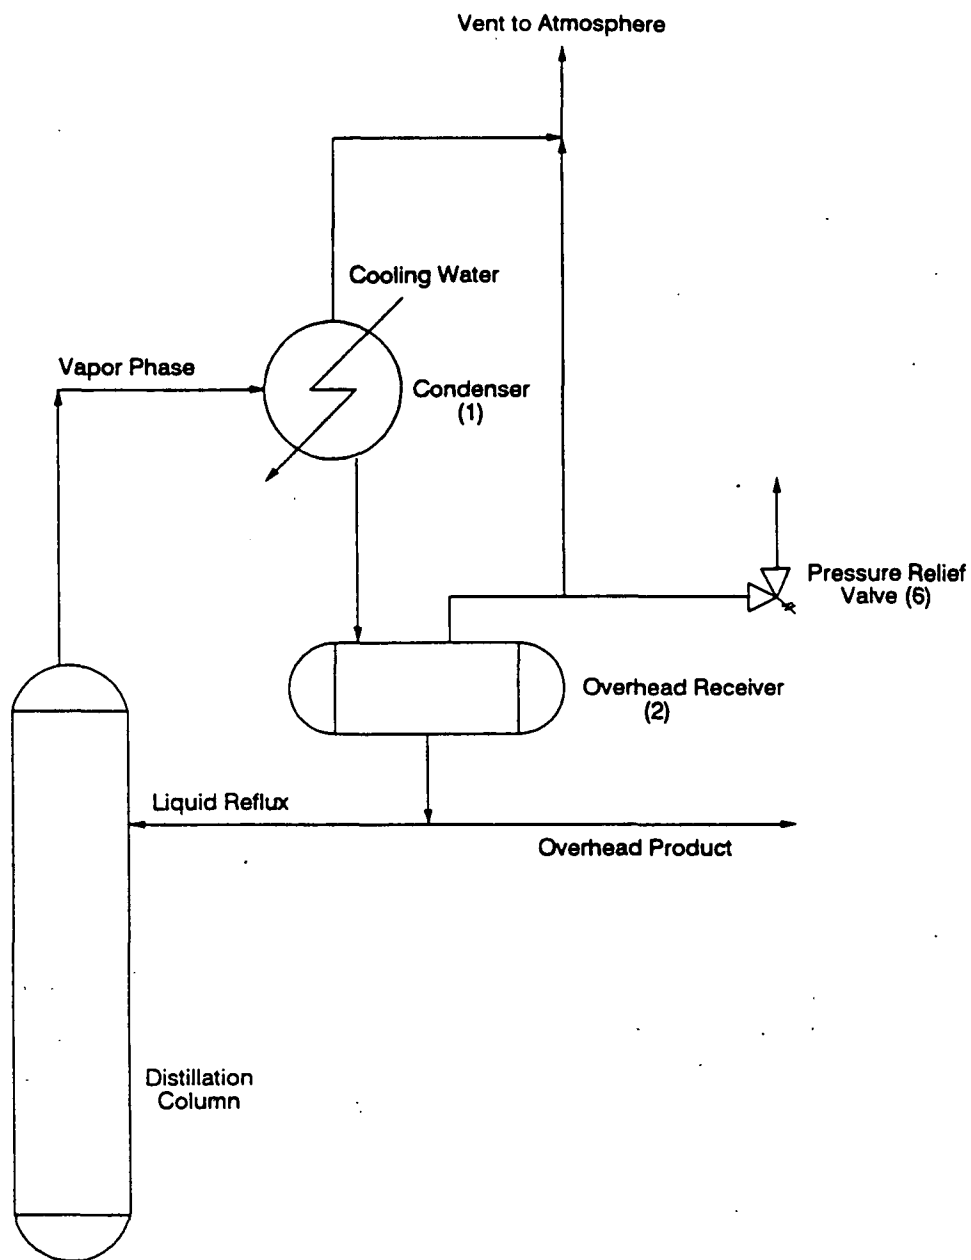 Vent to Atmosphere
Cooling Water
Vapor Phase
Condenser
(1)
Pressure Relief
Valve (6)
Overhead Receiver
(2)
Liquid Reflux
Overhead Product
Distillation
Column